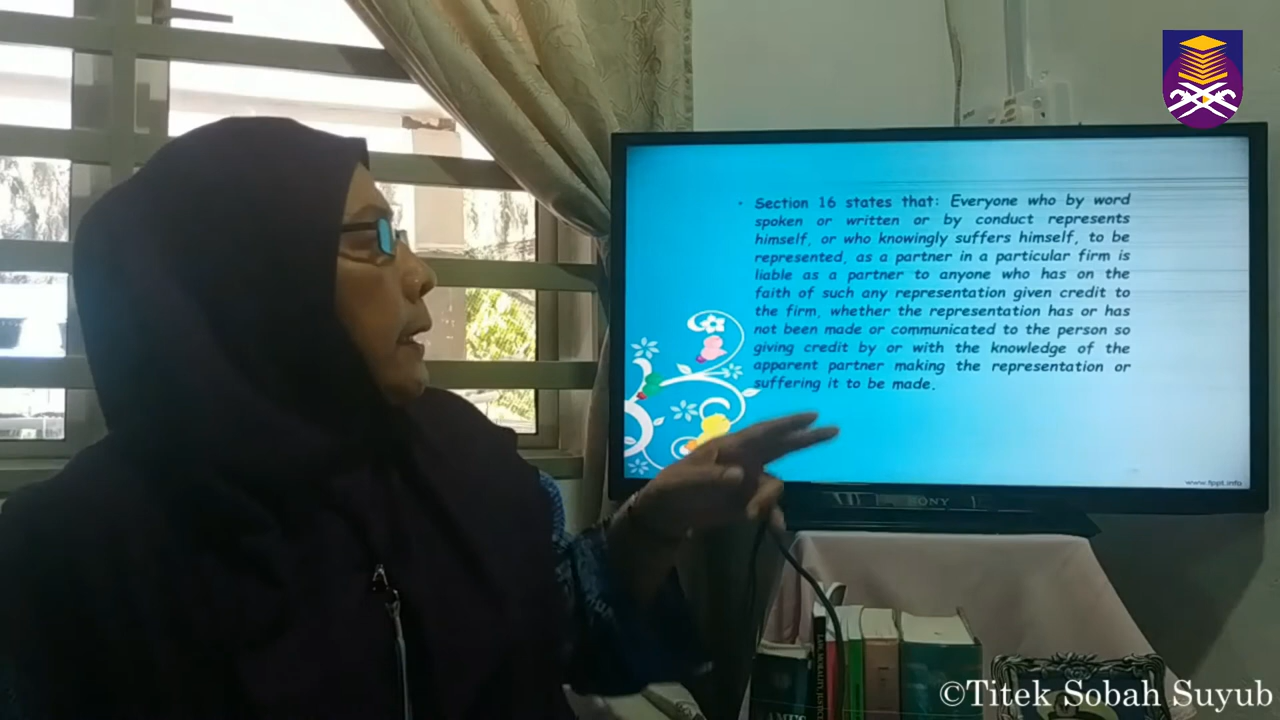 • Section 16 states that: Everyone who by word
spoken or written or by conduct represents
himself, or who knowingly suffers himself, to be
represented, as a partner in a particular firm is
liable as a partner to anyone who has on the
faith of such any representation given credit to
the firm, whether the representation has or has
not been made or communicated to the person so
giving credit by or with the knowledge of the
apparent partner making the representation or
suffering it to be made.
www.fppt.info
SONY
©Titek Sobah Suyub